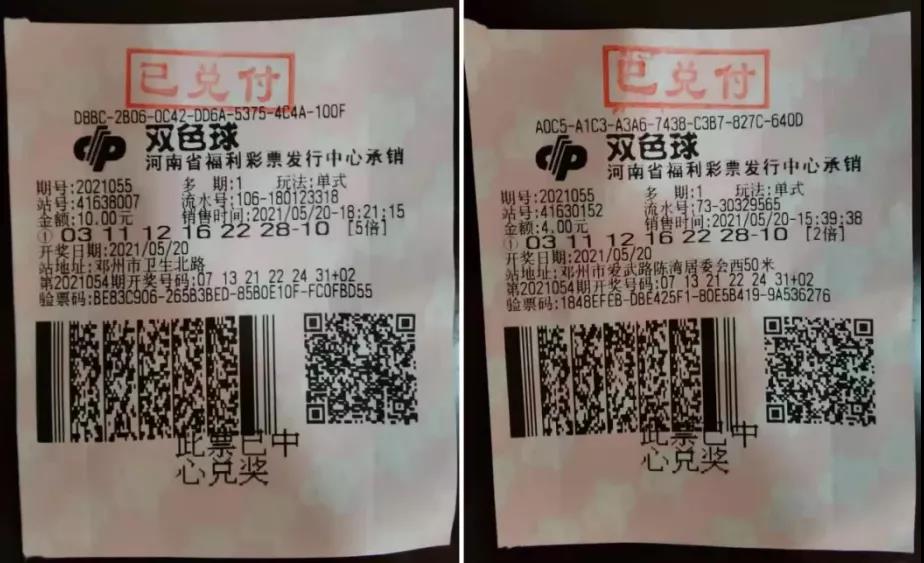 已兑付
DBBC-2B06-0C42-DD6A-5375-4C4A-100F
双色球
河南省福利彩票发行中心承销
期号:2021055 多 期:1 玩法:单式
站号:41638007 流水号:106-180123318
金额:10.00元 销售时间:2021/05/20-18:21:15
① 03 11 12 16 22 28-10 [5倍]
开奖日期:2021/05/20
站地址:邓州市卫生北路
第2021054期开奖号码:07 13 21 22 24 31+02
验票码:BEB3C906-265B3BED-85B0E10F-FC0FBD55
此票已中
心兑奖
已兑付
A0C5-A1C3-A3A6-743B-C3B7-827C-640D
双色球
河南省福利彩票发行中心承销
期号:2021055 多 期:1 玩法:单式
站号:41630152 流水号:73-30329565
金额:4.00元 销售时间:2021/05/20-15:39:38
① 03 11 12 16 22 28-10 [2倍]
开奖日期:2021/05/20
站地址:邓州市爱武路陈湾居委会西50米
第2021054期开奖号码:07 13 21 22 24 31+02
验票码:1848EFEB-DBE425F1-B0E5B419-9A536276
此票已中
心兑奖